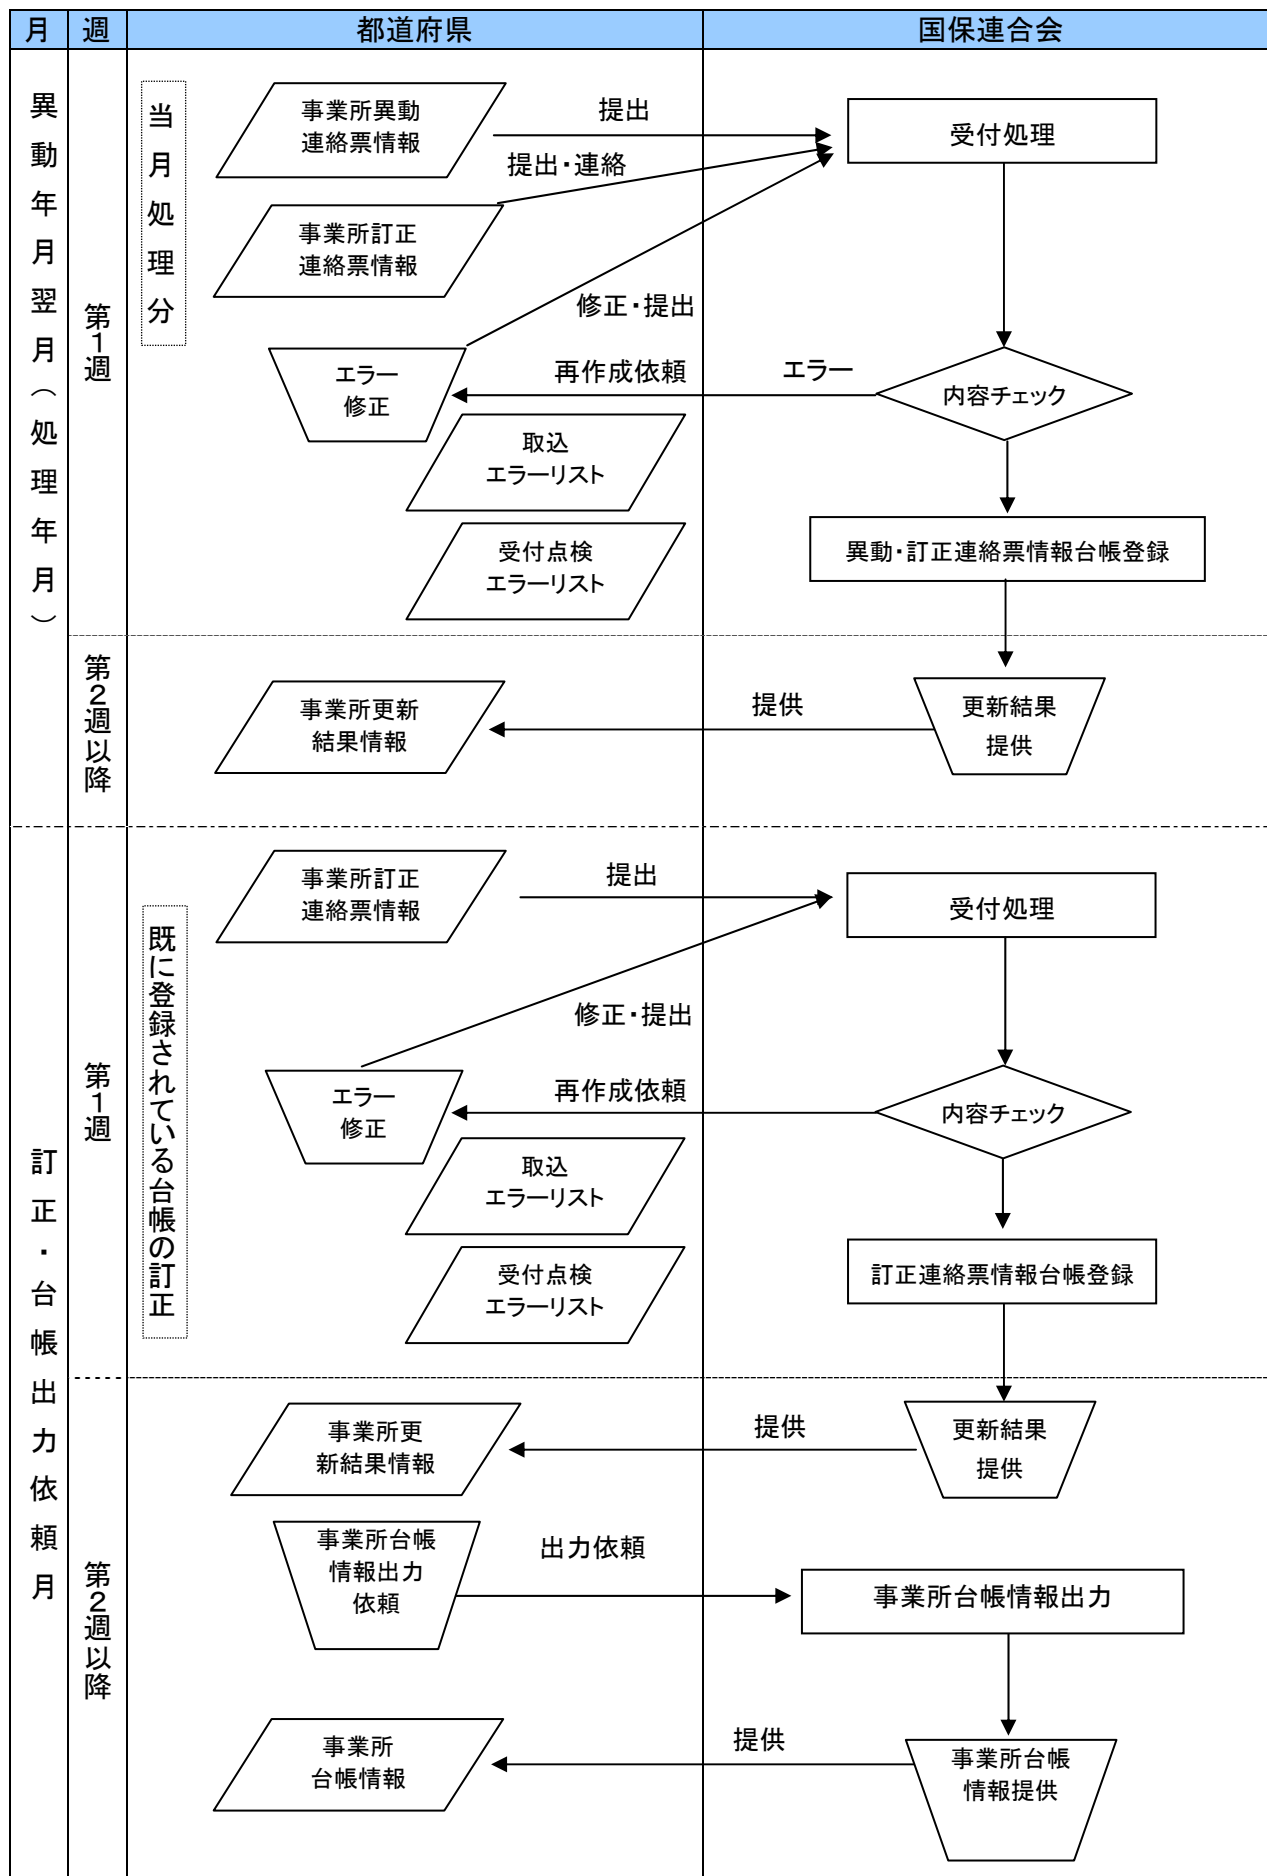 月
週
都道府県
国保連合会
異動年月翌月（処理年月）
第1週
当月処理分
事業所異動
連絡票情報
提出
受付処理
提出・連絡
事業所訂正
連絡票情報
修正・提出
エラー
修正
再作成依頼
エラー
内容チェック
取込
エラーリスト
受付点検
エラーリスト
異動・訂正連絡票情報台帳登録
第2週以降
事業所更新
結果情報
提供
更新結果
提供
訂正・台帳出力依頼月
第1週
既に登録されている台帳の訂正
事業所訂正
連絡票情報
提出
受付処理
修正・提出
エラー
修正
再作成依頼
内容チェック
取込
エラーリスト
受付点検
エラーリスト
訂正連絡票情報台帳登録
第2週以降
事業所更
新結果情報
提供
更新結果
提供
事業所台帳
情報出力
依頼
出力依頼
事業所台帳情報出力
事業所
台帳情報
提供
事業所台帳
情報提供